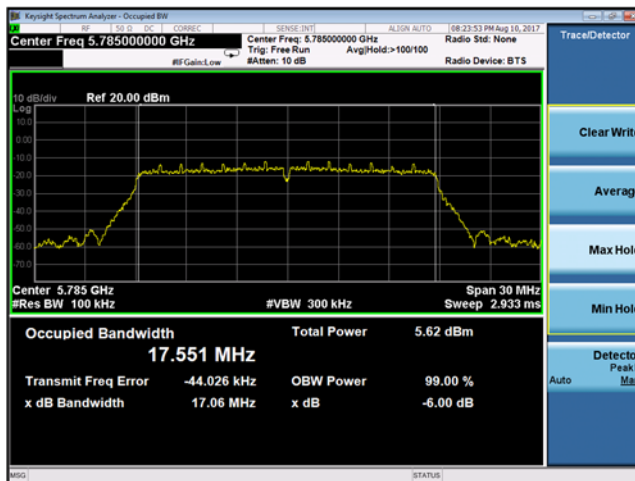 Keysight Spectrum Analyzer - Occupied BW
RF 50 Ω DC CORREC SENSE:INT ALIGN AUTO 08:23:53 PM Aug 10, 2017
Center Freq 5.785000000 GHz
Center Freq: 5.785000000 GHz
Radio Std: None
Trig: Free Run Avg|Hold:>100/100
#IFGain:Low
#Atten: 10 dB
Radio Device: BTS
Trace/Detector
10 dB/div Ref 20.00 dBm
Log
10.0
0.00
-10.0
-20.0
-30.0
-40.0
-50.0
-60.0
-70.0
Center 5.785 GHz Span 30 MHz
#Res BW 100 kHz #VBW 300 kHz Sweep 2.933 ms
Occupied Bandwidth Total Power 5.62 dBm
17.551 MHz
Transmit Freq Error -44.026 kHz OBW Power 99.00 %
x dB Bandwidth 17.06 MHz x dB -6.00 dB
Clear Write
Averag
Max Hol
Min Hol
Detecto
Peak
Auto Ma
MSG STATUS